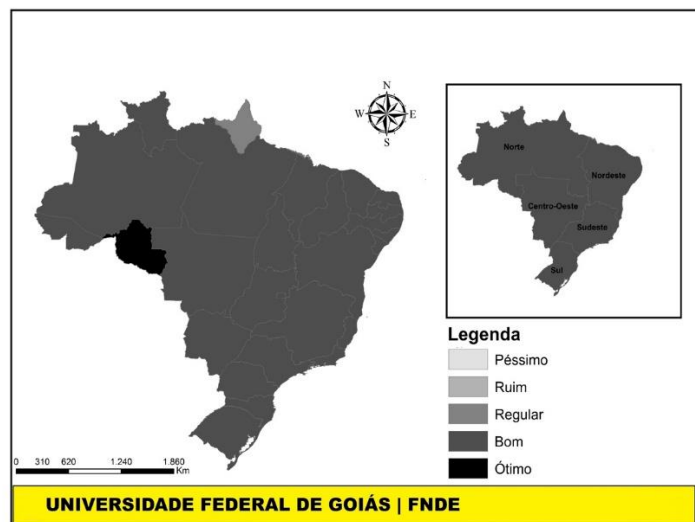 N
W E
S
Norte
Nordeste
Centro-Oeste
Sudeste
Sul
Legenda
Péssimo
Ruim
Regular
Bom
Ótimo
0 310 620 1.240 1.860
Km
UNIVERSIDADE FEDERAL DE GOIÁS | FNDE